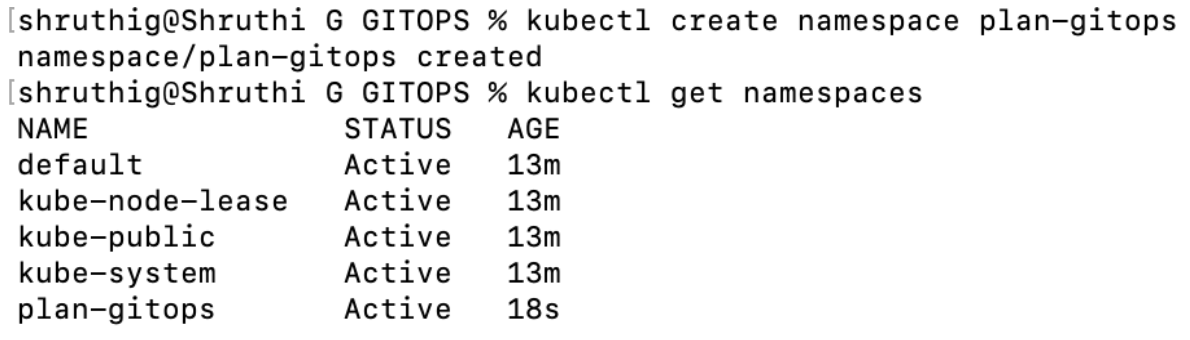 [shruthig@Shruthi G GITOPS % kubectl create namespace plan-gitops
namespace/plan-gitops created
[shruthig@Shruthi G GITOPS % kubectl get namespaces
NAME STATUS AGE
default Active 13m
kube-node-lease Active 13m
kube-public Active 13m
kube-system Active 13m
plan-gitops Active 18s